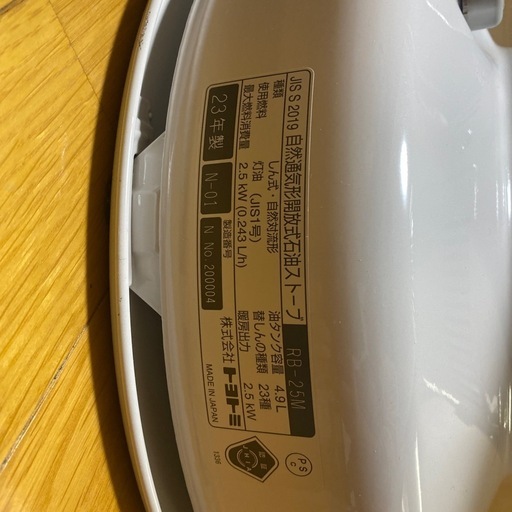 JIS S 2019 自然通気形開放式石油ストーブ RB-25M
種類 しん式・自然対流形
使用燃料 灯油 (JIS1号)
最大燃料消費量 2.5 kW (0.243 L/h)
油タンク容量 4.9 L
替しんの種類 23種
暖房出力 2.5 kW
23年製 N-01 製造番号 N No.200004
株式会社 トヨトミ
MADE IN JAPAN
PS
C
認証
JHIA